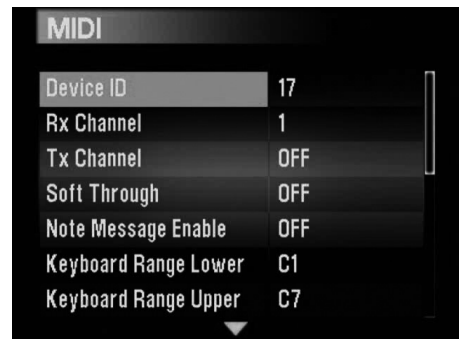 MIDI
Device ID 17
Rx Channel 1
Tx Channel OFF
Soft Through OFF
Note Message Enable OFF
Keyboard Range Lower C1
Keyboard Range Upper C7